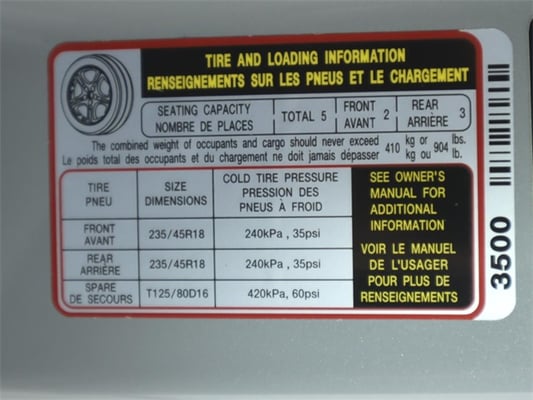 TIRE AND LOADING INFORMATION
RENSEIGNEMENTS SUR LES PNEUS ET LE CHARGEMENT
SEATING CAPACITY
NOMBRE DE PLACES
TOTAL 5
FRONT
AVANT 2
REAR
ARRIÈRE 3
The combined weight of occupants and cargo should never exceed 410 kg or 904 lbs.
Le poids total des occupants et du chargement ne doit jamais dépasser kg ou lb.
TIRE
PNEU
SIZE
DIMENSIONS
COLD TIRE PRESSURE
PRESSION DES
PNEUS À FROID
SEE OWNER'S
MANUAL FOR
ADDITIONAL
INFORMATION
VOIR LE MANUEL
DE L'USAGER
POUR PLUS DE
RENSEIGNEMENTS
FRONT
AVANT
235/45R18
240kPa , 35psi
REAR
ARRIÈRE
235/45R18
240kPa , 35psi
SPARE
DE SECOURS
T125/80D16
420kPa, 60psi
3500